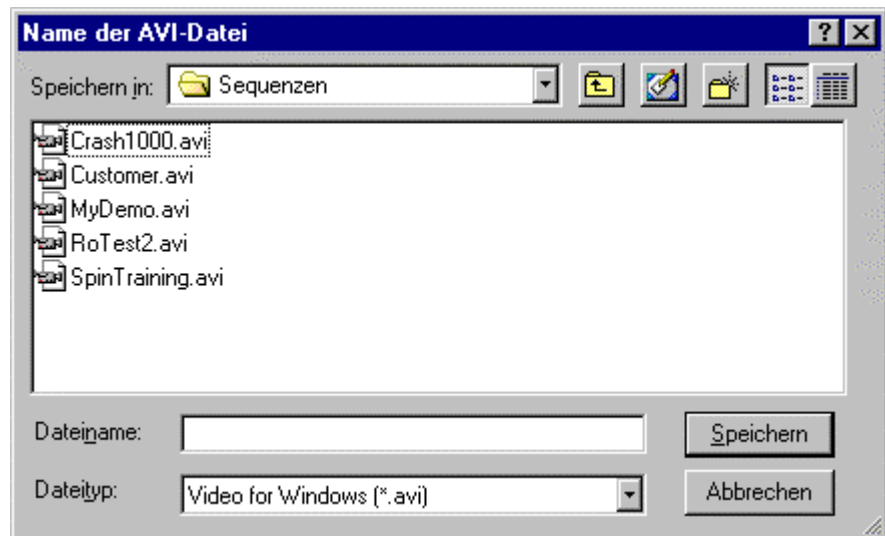 Name der AVI-Datei
Speichern in: Sequenzen
Crash1000.avi
Customer.avi
MyDemo.avi
RoTest2.avi
SpinTraining.avi
Dateiname: Speichern
Dateityp: Video for Windows (*.avi) Abbrechen